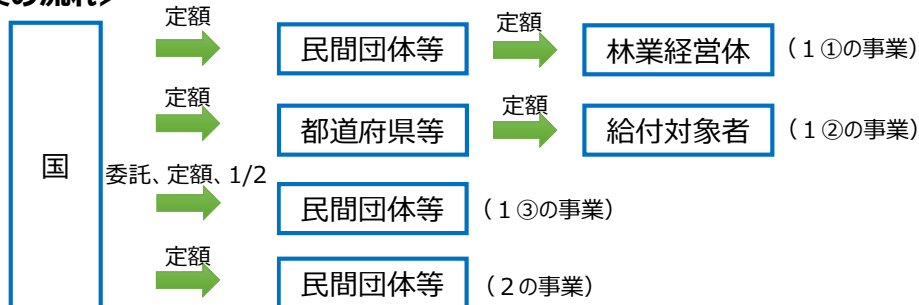 の流れ>
定額
定額
民間団体等
林業経営体
(1①の事業)
定額
定額
都道府県等
給付対象者
(1②の事業)
国
委託、定額、1/2
民間団体等
(1③の事業)
定額
民間団体等
(2の事業)